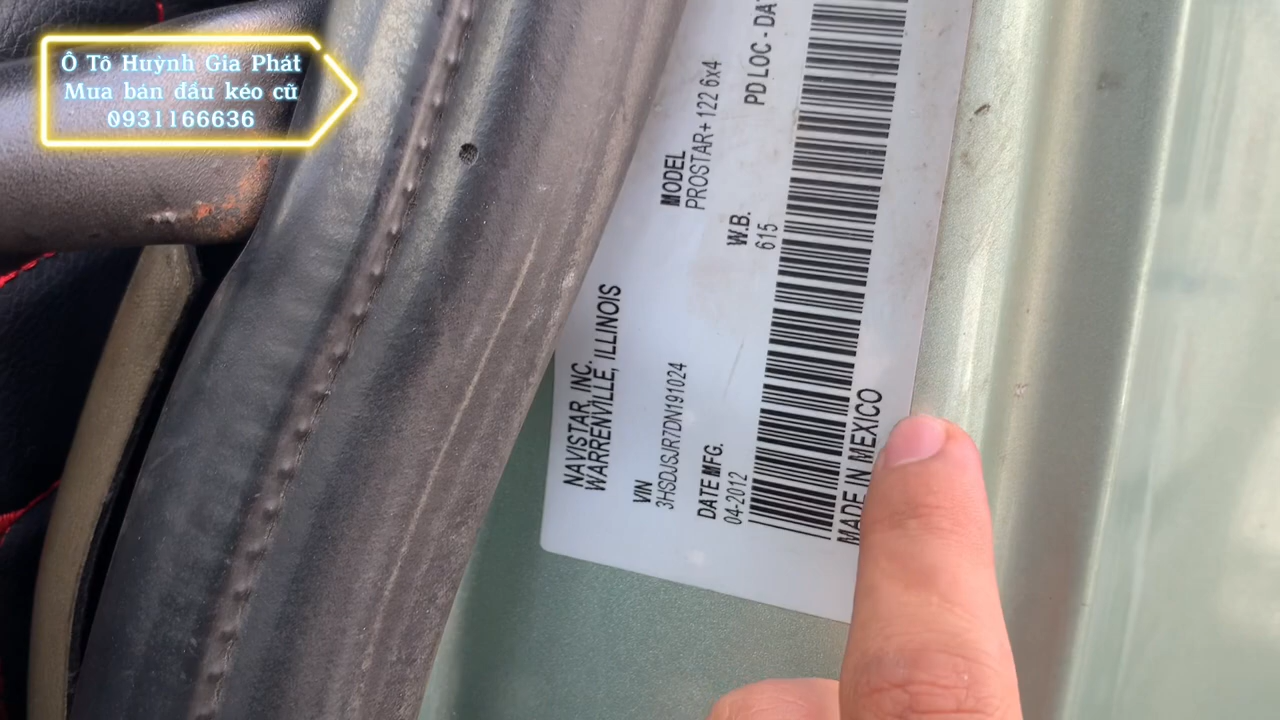 Ô Tô Huỳnh Gia Phát
Mua bán đầu kéo cũ
0931166636
NAVISTAR, INC.
WARRENVILLE, ILLINOIS
VIN
3HSDJSJR7DN191024
MODEL
PROSTAR+ 122 6x4
DATE MFG.
04-2012
W.B.
615
PD LOC - DA
MADE IN MEXICO